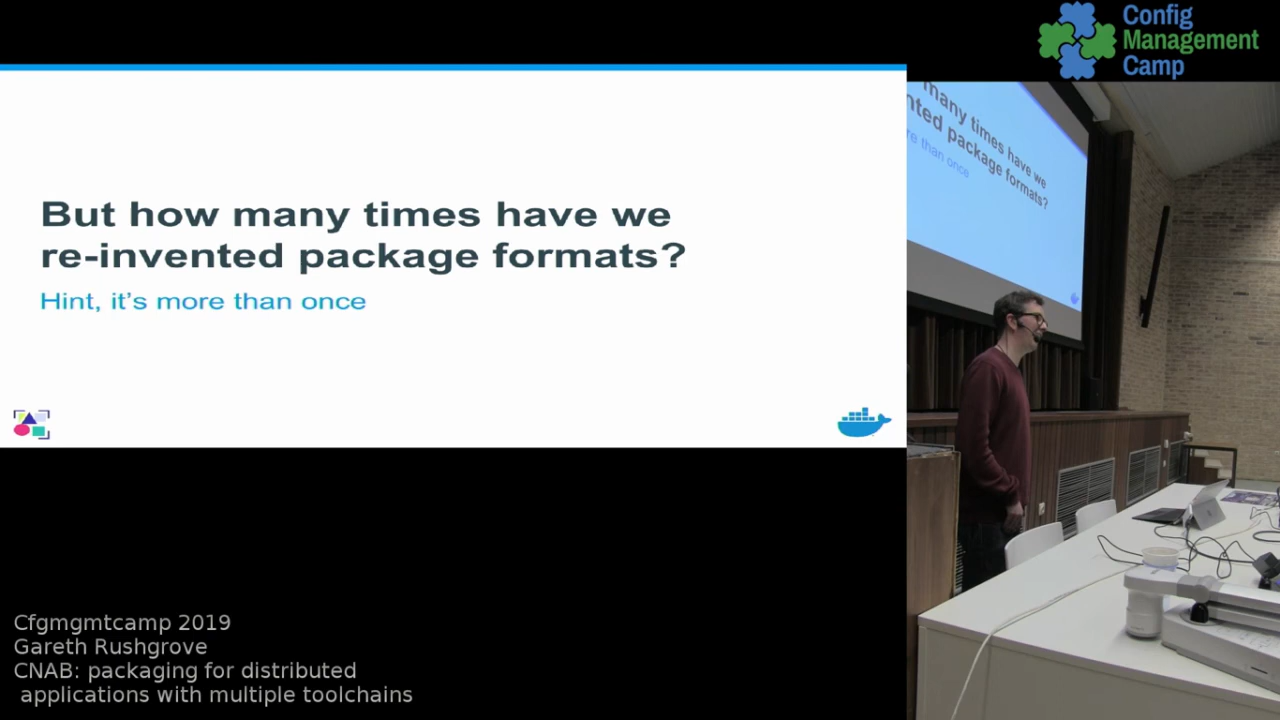 Config
Management
Camp
But how many times have we
re-invented package formats?
Hint, it's more than once
many times have we
nted package formats?
re than once
Cfgmgmtcamp 2019
Gareth Rushgrove
CNAB: packaging for distributed
applications with multiple toolchains